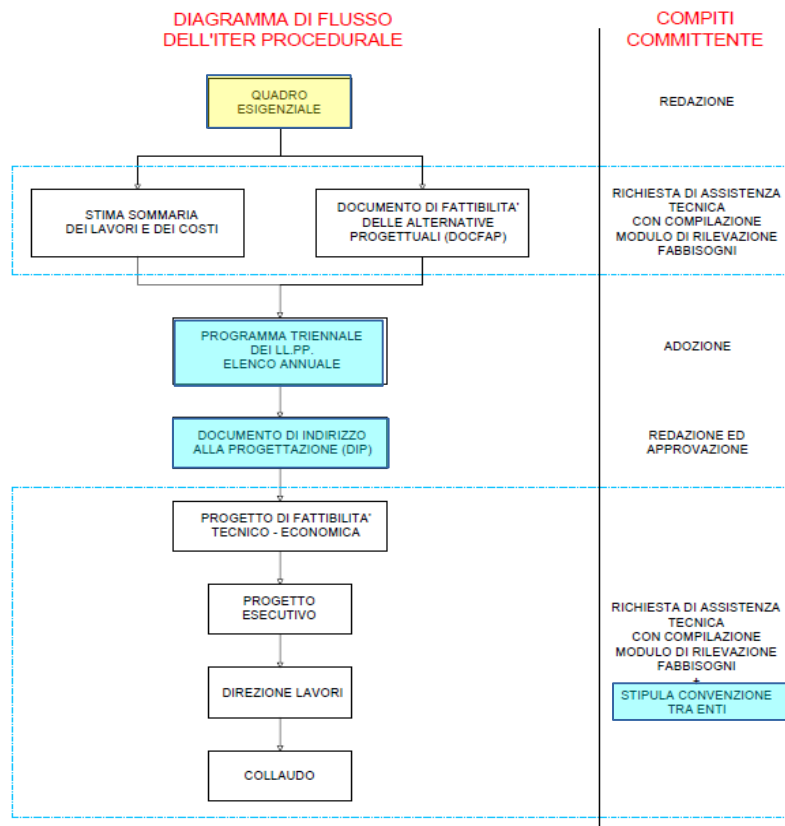 DIAGRAMMA DI FLUSSO
DELL'ITER PROCEDURALE
COMPITI
COMMITTENTE
QUADRO
ESIGENZIALE
REDAZIONE
STIMA SOMMARIA
DEI LAVORI E DEI COSTI
DOCUMENTO DI FATTIBILITA'
DELLE ALTERNATIVE
PROGETTUALI (DOCFAP)
RICHIESTA DI ASSISTENZA
TECNICA
CON COMPILAZIONE
MODULO DI RILEVAZIONE
FABBISOGNI
PROGRAMMA TRIENNALE
DEI LL.PP.
ELENCO ANNUALE
ADOZIONE
DOCUMENTO DI INDIRIZZO
ALLA PROGETTAZIONE (DIP)
REDAZIONE ED
APPROVAZIONE
PROGETTO DI FATTIBILITA'
TECNICO - ECONOMICA
PROGETTO
ESECUTIVO
DIREZIONE LAVORI
COLLAUDO
RICHIESTA DI ASSISTENZA
TECNICA
CON COMPILAZIONE
MODULO DI RILEVAZIONE
FABBISOGNI
+
STIPULA CONVENZIONE
TRA ENTI